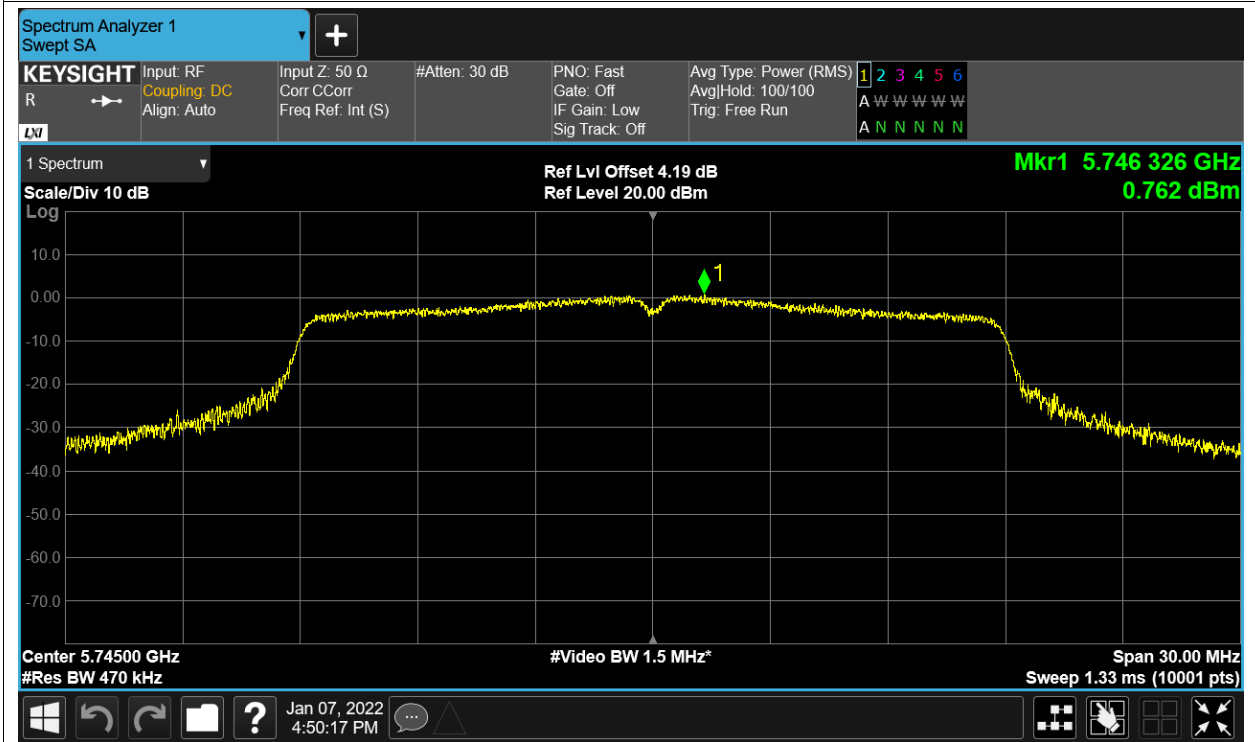 Spectrum Analyzer 1
Swept SA
+
KEYSIGHT
R
LXI
Input: RF
Coupling: DC
Align: Auto
Input Z: 50 Ω
Corr CCorr
Freq Ref: Int (S)
#Atten: 30 dB
PNO: Fast
Gate: Off
IF Gain: Low
Sig Track: Off
Avg Type: Power (RMS)
Avg|Hold: 100/100
Trig: Free Run
1 2 3 4 5 6
A W W W W W
A N N N N N
1 Spectrum
Scale/Div 10 dB
Log
Ref Lvl Offset 4.19 dB
Ref Level 20.00 dBm
Mkr1 5.746 326 GHz
0.762 dBm
1
10.0
0.00
-10.0
-20.0
-30.0
-40.0
-50.0
-60.0
-70.0
Center 5.74500 GHz
#Res BW 470 kHz
#Video BW 1.5 MHz*
Span 30.00 MHz
Sweep 1.33 ms (10001 pts)
?
Jan 07, 2022
4:50:17 PM